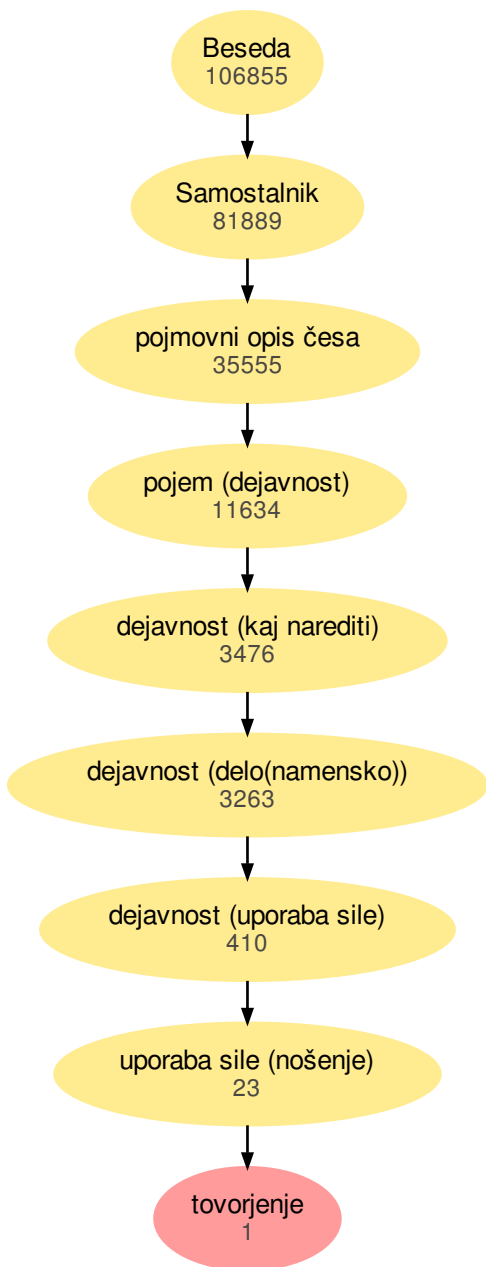 Beseda
106855
Samostalnik
81889
pojmovni opis česa
35555
pojem (dejavnost)
11634
dejavnost (kaj narediti)
3476
dejavnost (delo(namensko))
3263
dejavnost (uporaba sile)
410
uporaba sile (nošenje)
23
tovorjenje
1